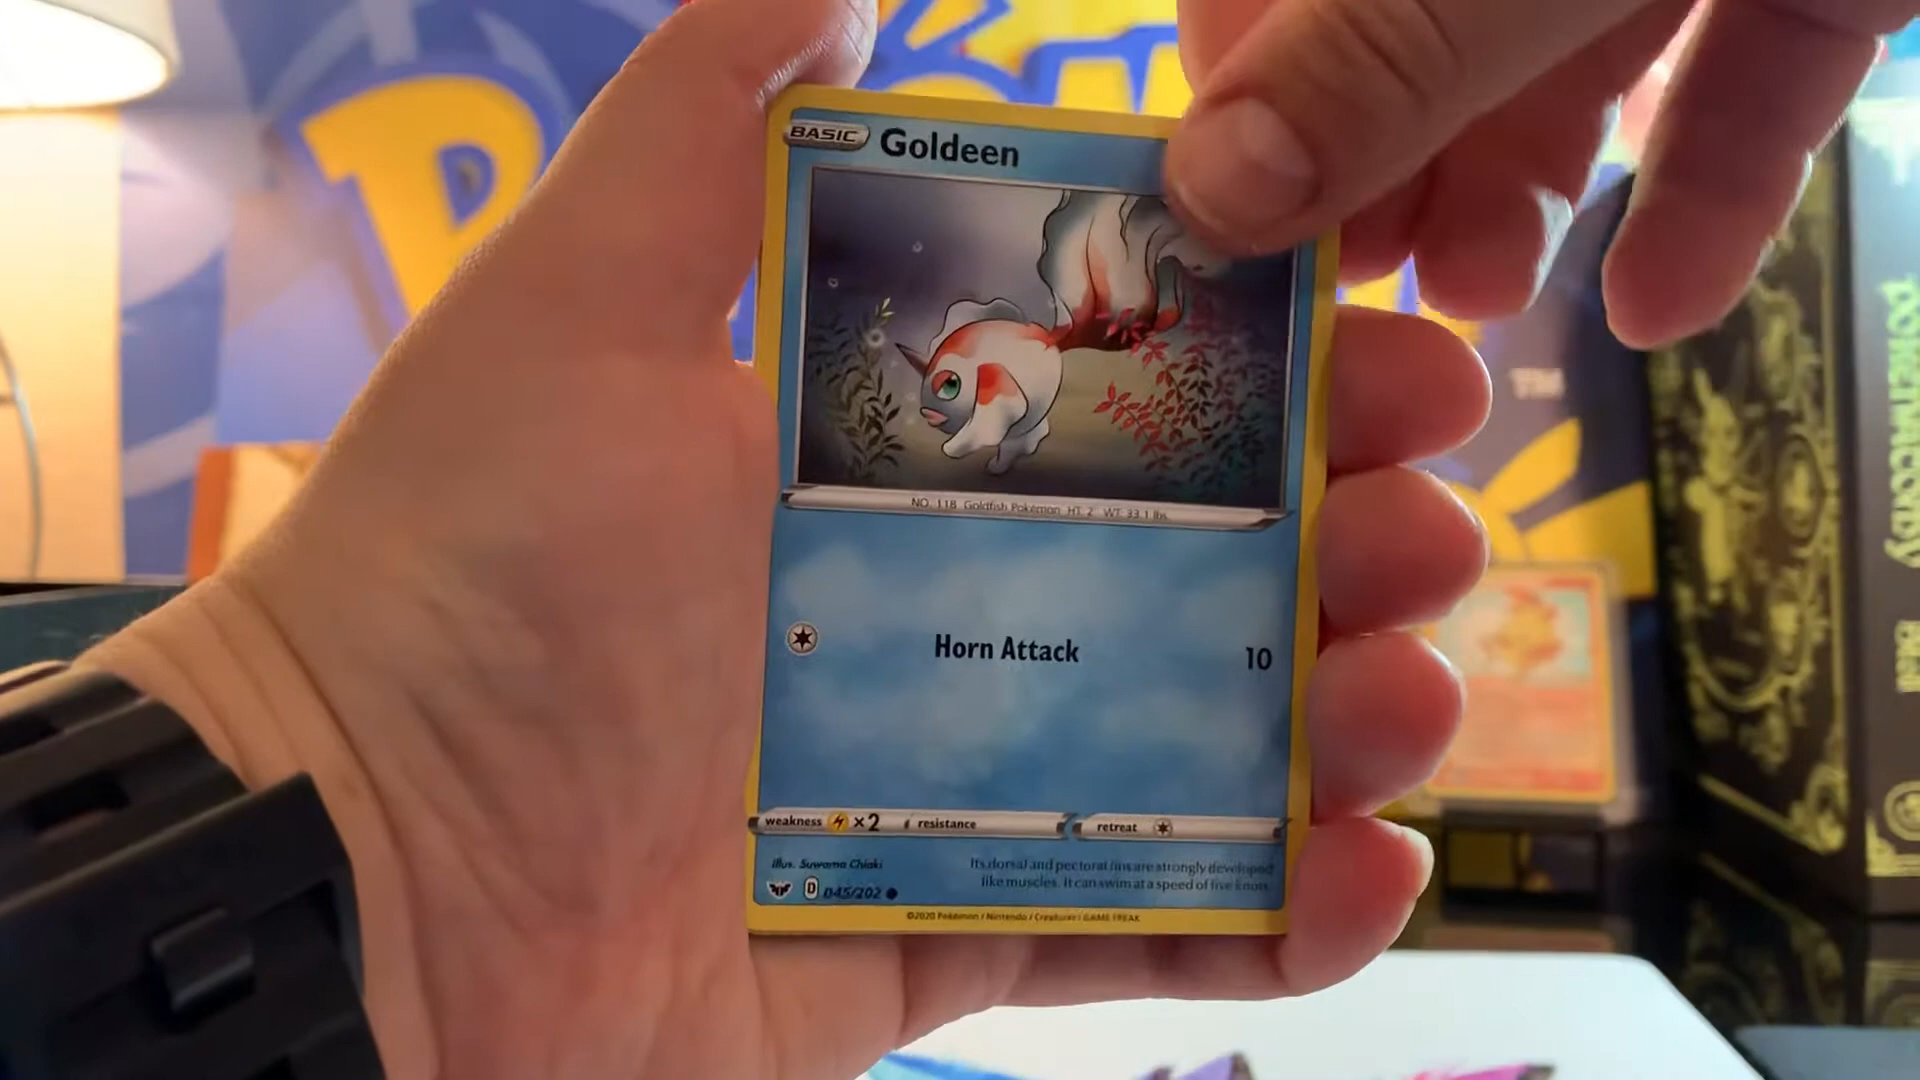 BASIC Goldeen
NO. 118 Goldfish Pokémon HT 2' WT 33.1 lbs
Horn Attack 10
weakness ×2 resistance retreat
Illus. Suwama Chiaki
Its dorsal and pectoral fins are strongly developed
like muscles. It can swim at a speed of five knots.
D 045/202
©2020 Pokémon / Nintendo / Creatures / GAME FREAK
TM